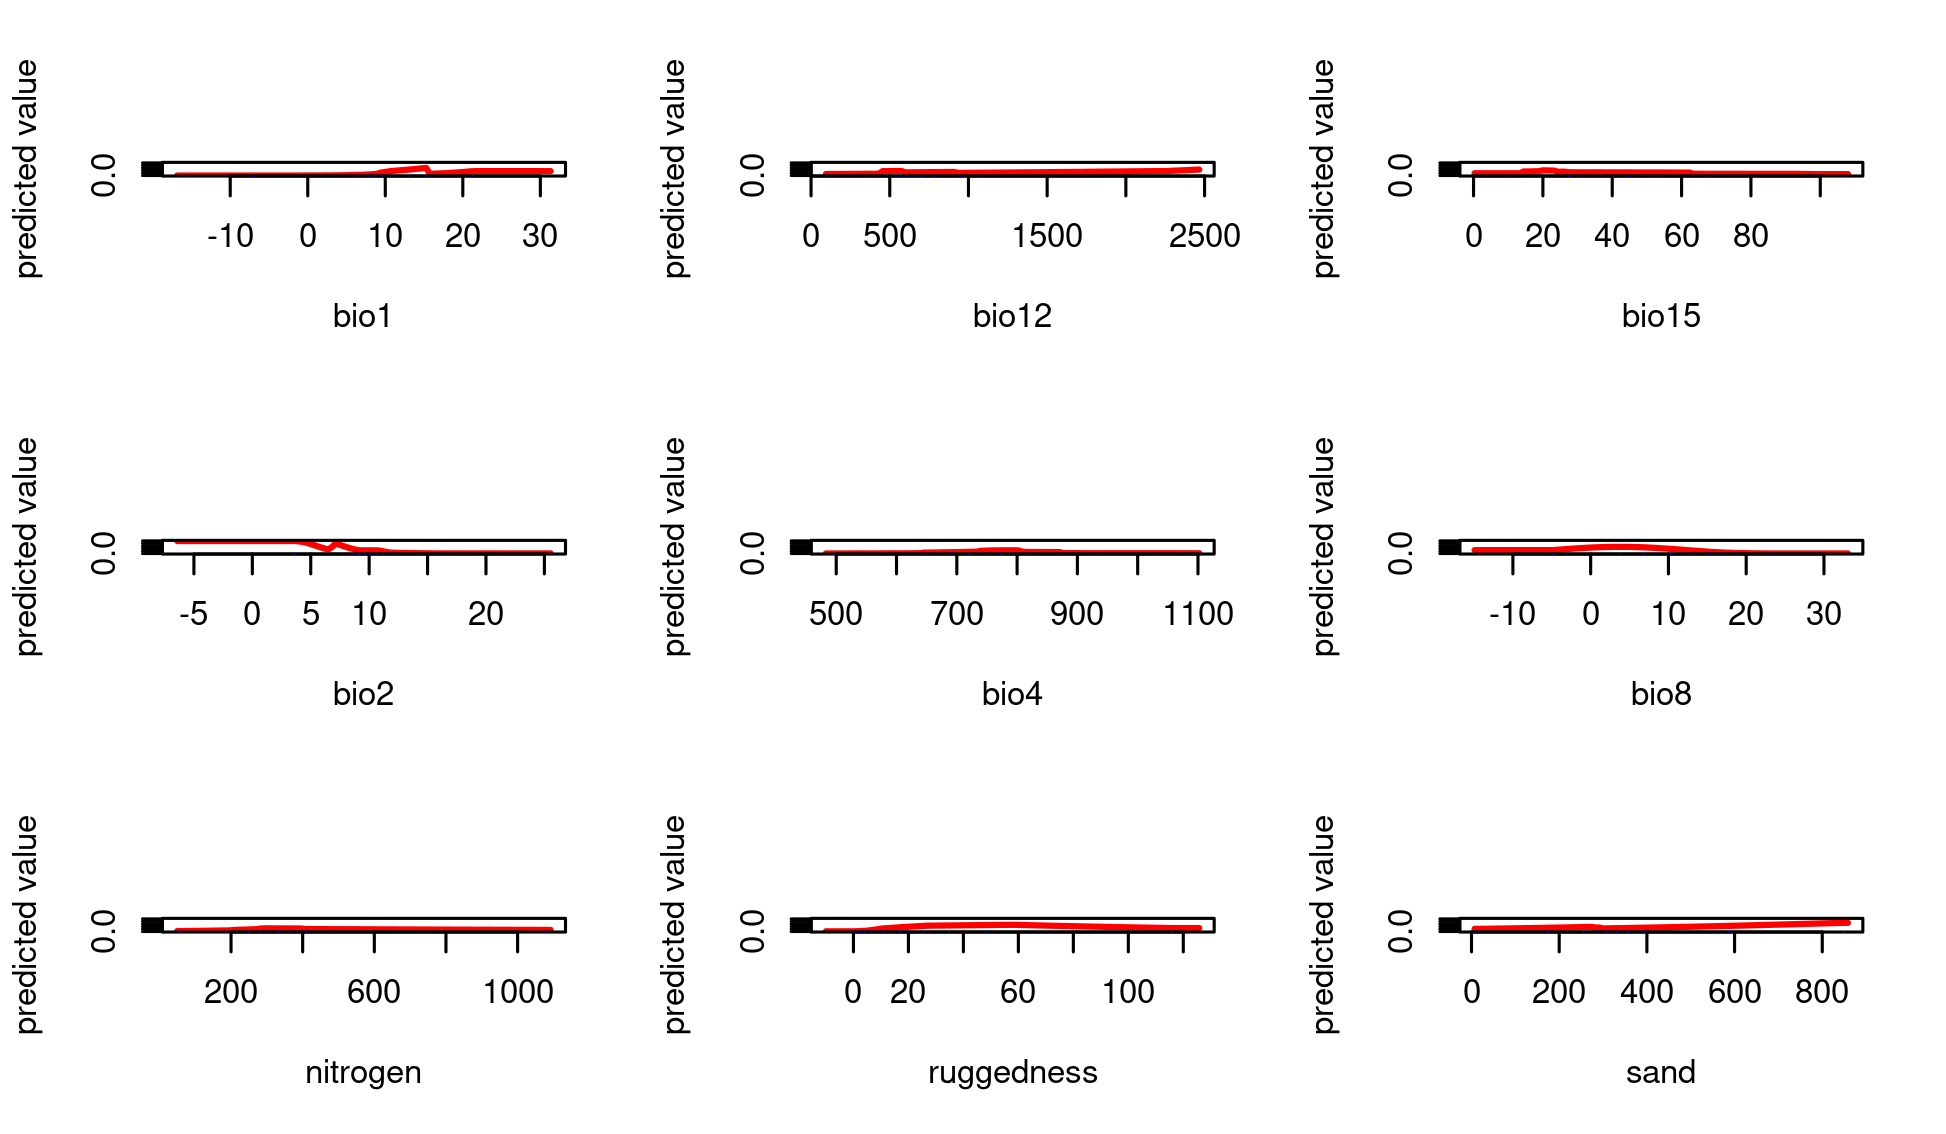 predicted value
0.0
-10 0 10 20 30
bio1
predicted value
0.0
0 500 1500 2500
bio12
predicted value
0.0
0 20 40 60 80
bio15
predicted value
0.0
-5 0 5 10 20
bio2
predicted value
0.0
500 700 900 1100
bio4
predicted value
0.0
-10 0 10 20 30
bio8
predicted value
0.0
200 600 1000
nitrogen
predicted value
0.0
0 20 60 100
ruggedness
predicted value
0.0
0 200 400 600 800
sand